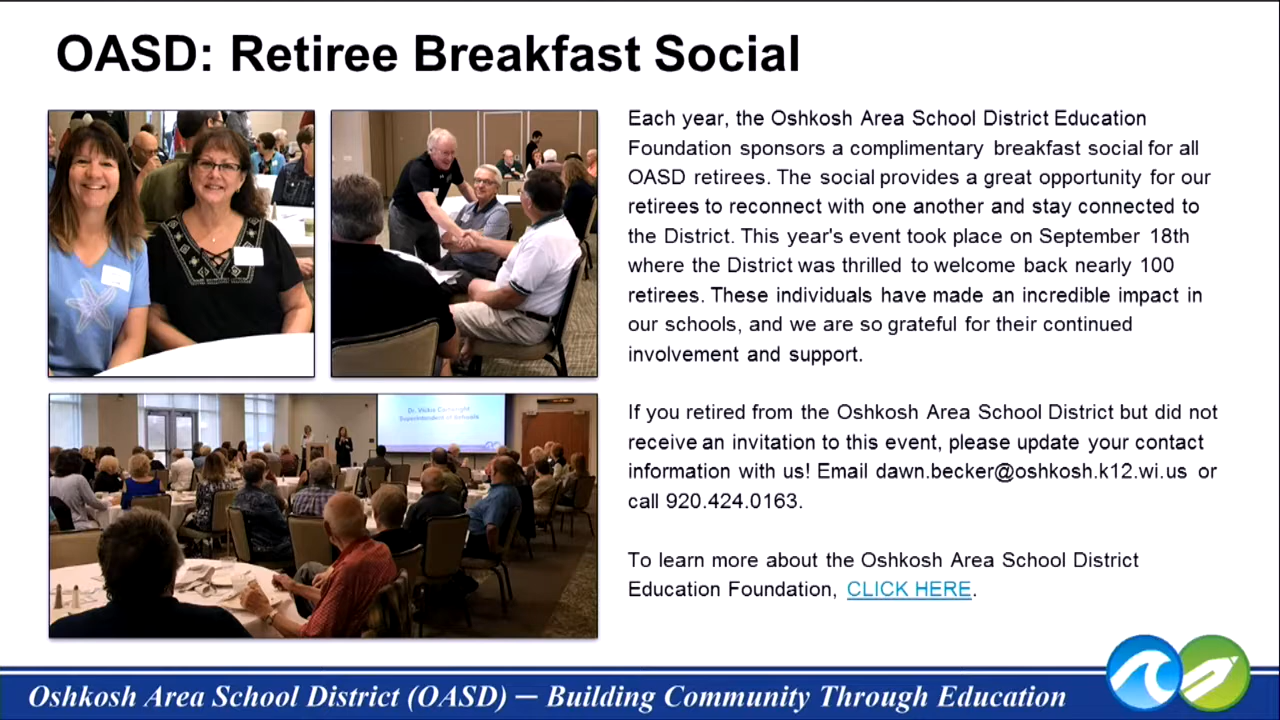 OASD: Retiree Breakfast Social
Each year, the Oshkosh Area School District Education
Foundation sponsors a complimentary breakfast social for all
OASD retirees. The social provides a great opportunity for our
retirees to reconnect with one another and stay connected to
the District. This year's event took place on September 18th
where the District was thrilled to welcome back nearly 100
retirees. These individuals have made an incredible impact in
our schools, and we are so grateful for their continued
involvement and support.
If you retired from the Oshkosh Area School District but did not
receive an invitation to this event, please update your contact
information with us! Email dawn.becker@oshkosh.k12.wi.us or
call 920.424.0163.
To learn more about the Oshkosh Area School District
Education Foundation, CLICK HERE.
Dr. Vickie Cartwright
Superintendent of Schools
Oshkosh Area School District (OASD) — Building Community Through Education